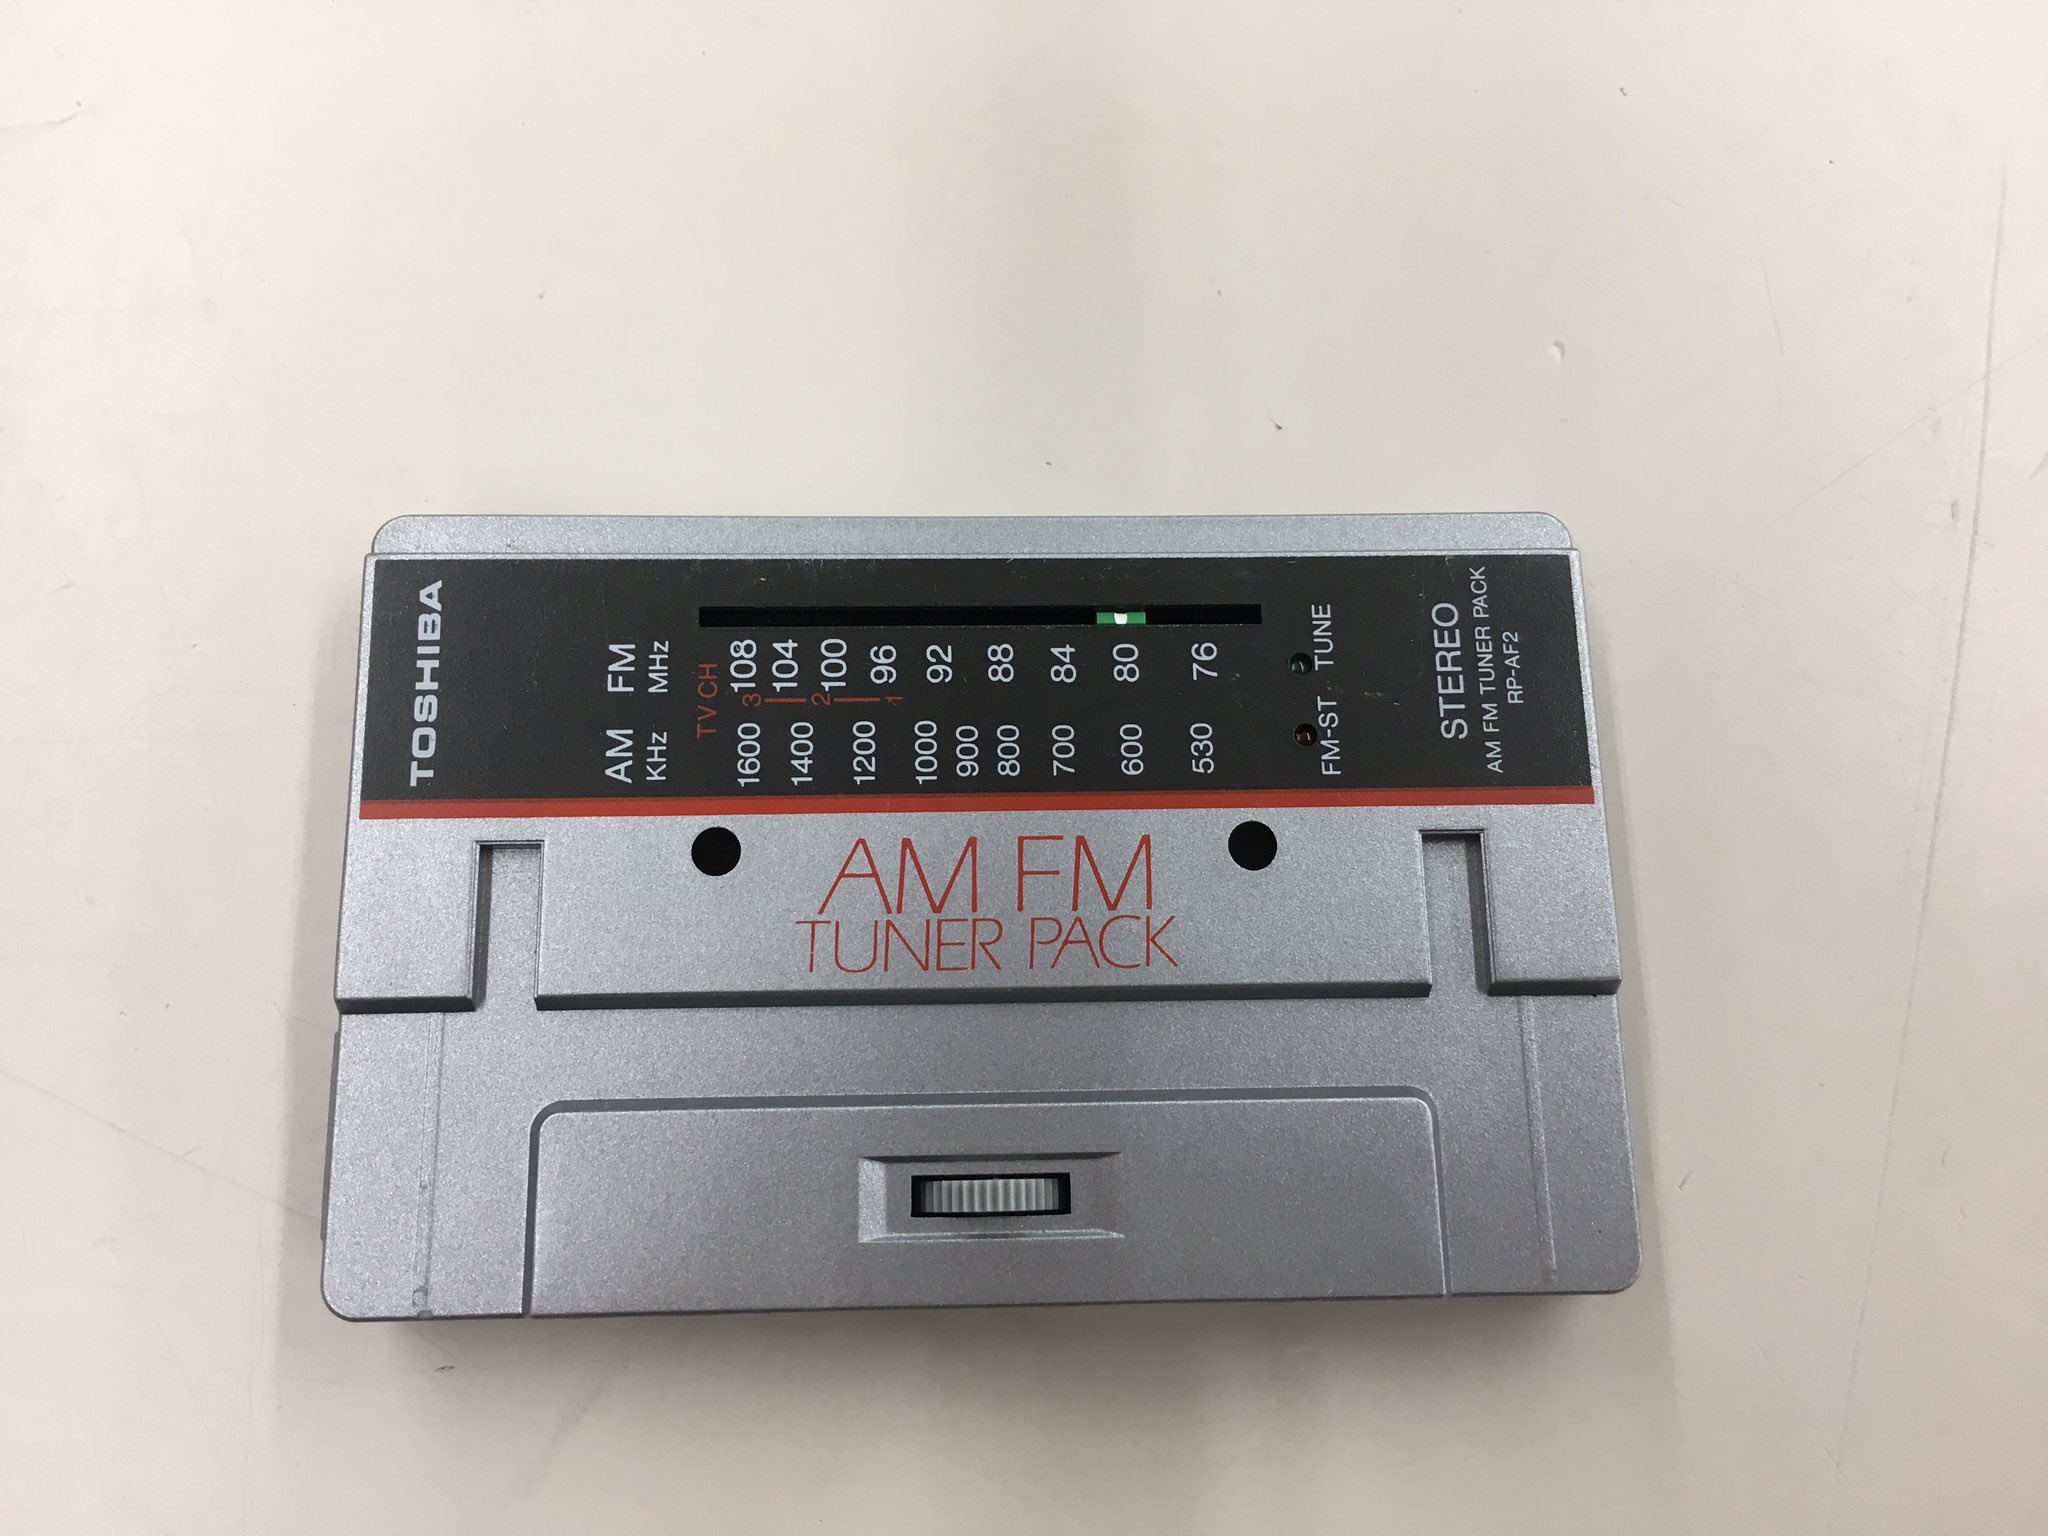 TOSHIBA
AM FM
KHz MHz
TV CH
1600 3 108
1400 104
2
1200 100
1
1000 96
900 92
800 88
700 84
600 80
530 76
FM-ST TUNE
STEREO
AM FM TUNER PACK
RP-AF2
AM FM
TUNER PACK